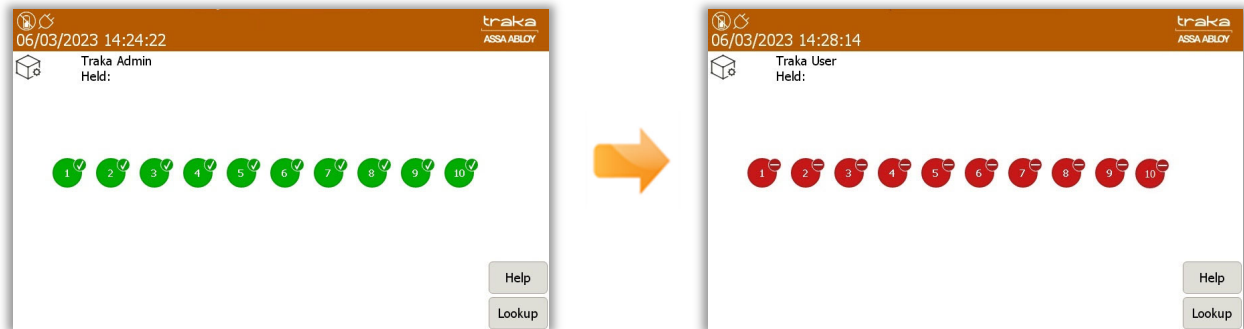 traka
06/03/2023 14:24:22
ASSA ABLOY
Traka Admin
Held:
1 2 3 4 5 6 7 8 9 10
Help
Lookup
traka
06/03/2023 14:28:14
ASSA ABLOY
Traka User
Held:
1 2 3 4 5 6 7 8 9 10
Help
Lookup